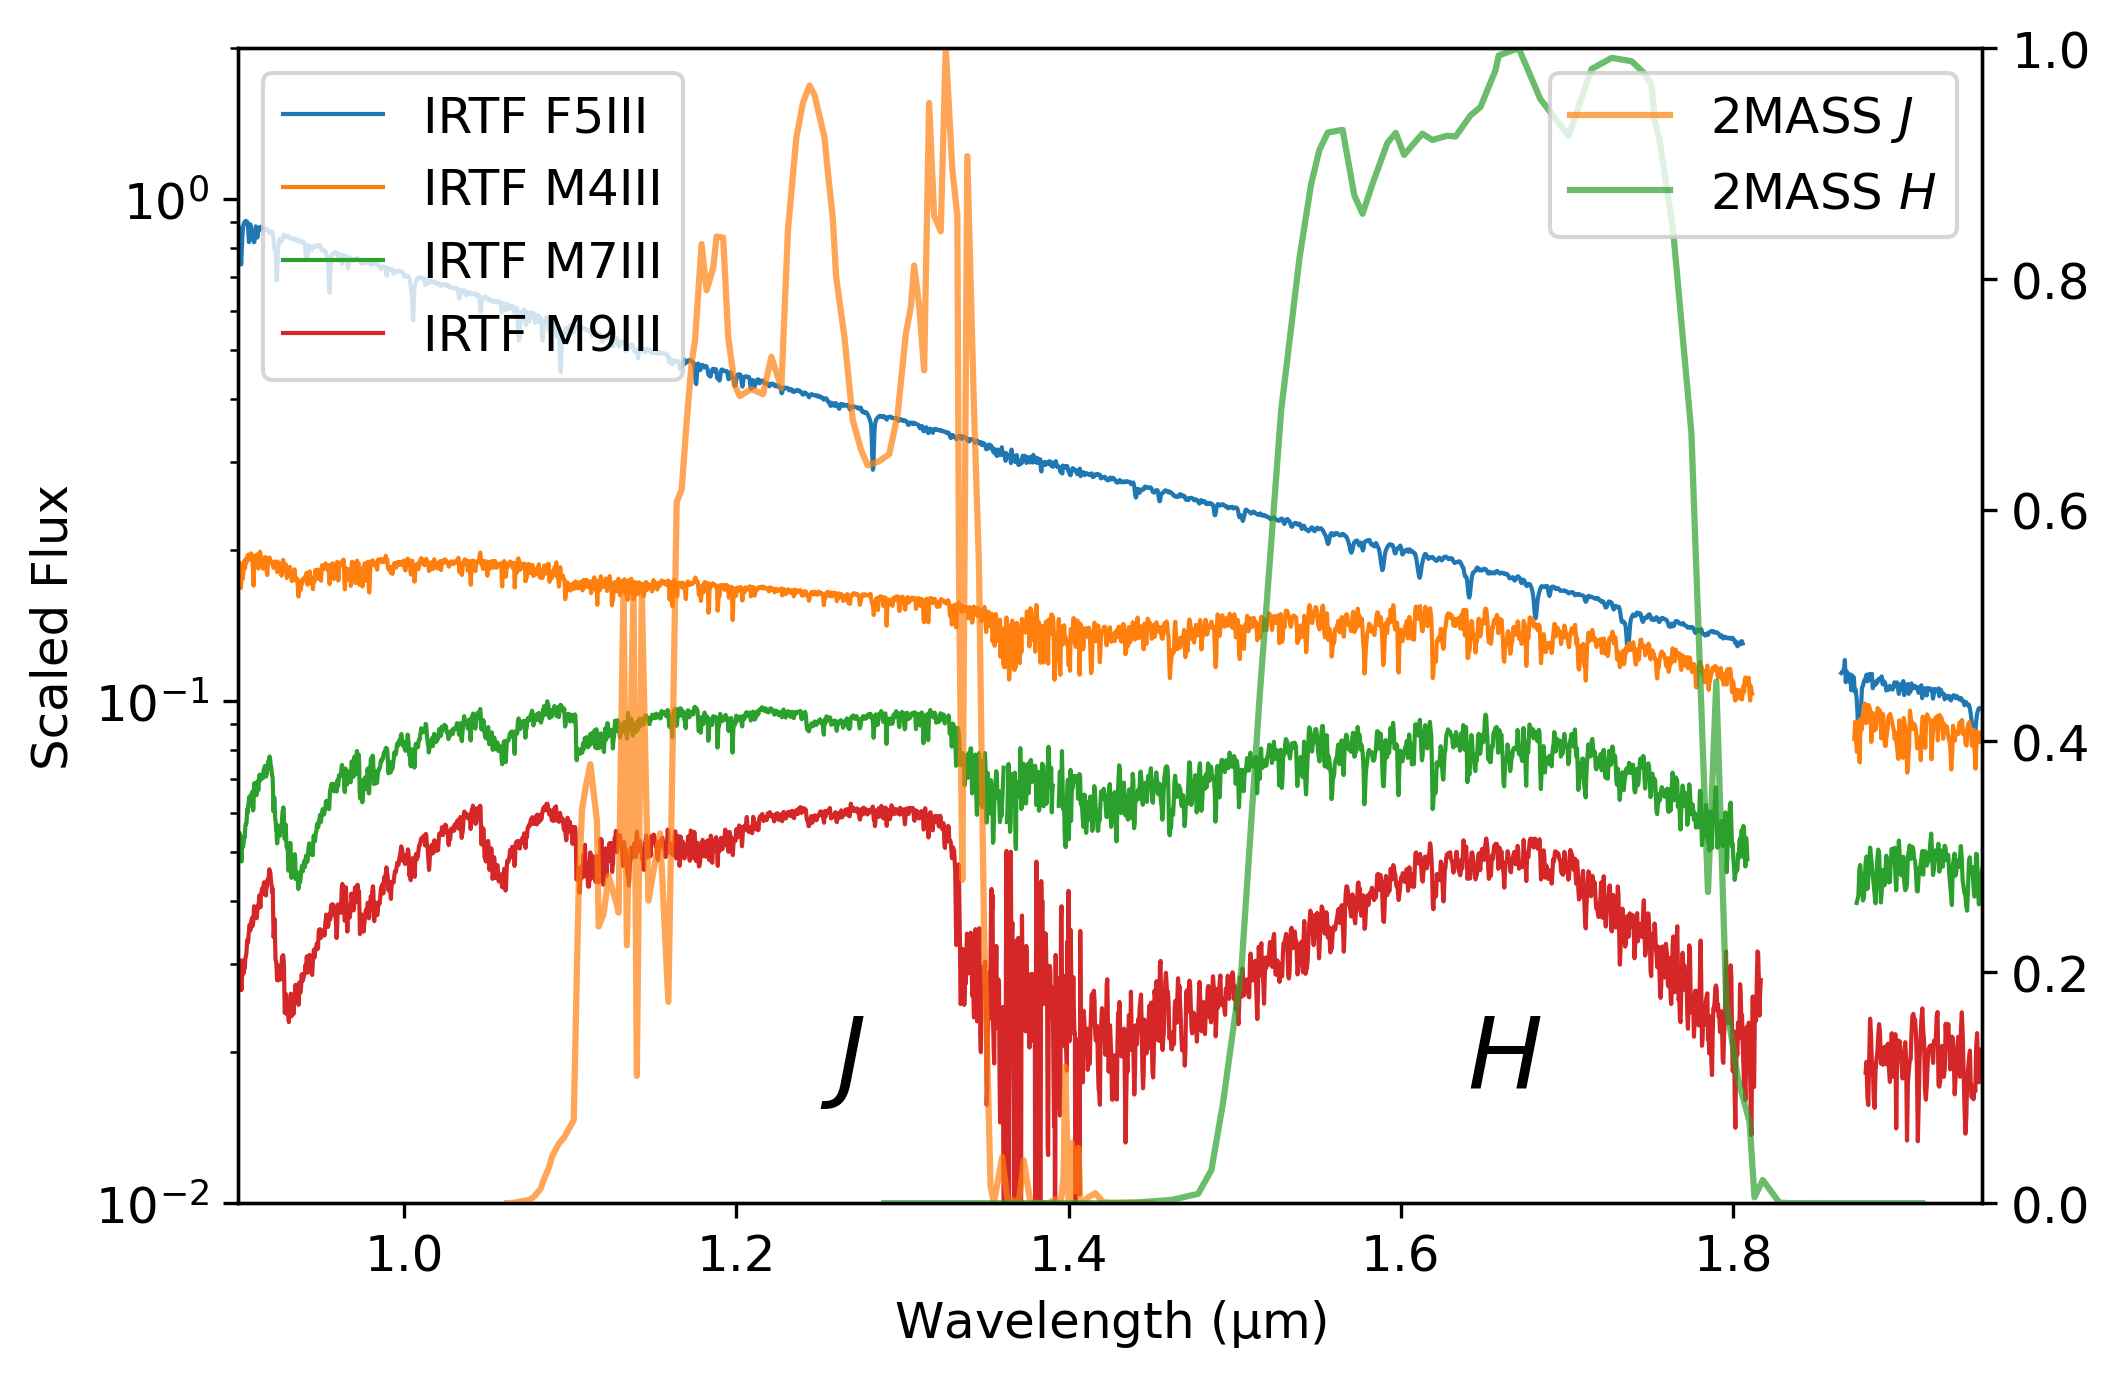 IRTF F5III
IRTF M4III
IRTF M7III
IRTF M9III
2MASS J
2MASS H
10⁰
10⁻¹
10⁻²
Scaled Flux
1.0
0.8
0.6
0.4
0.2
0.0
J
H
1.0 1.2 1.4 1.6 1.8
Wavelength (μm)